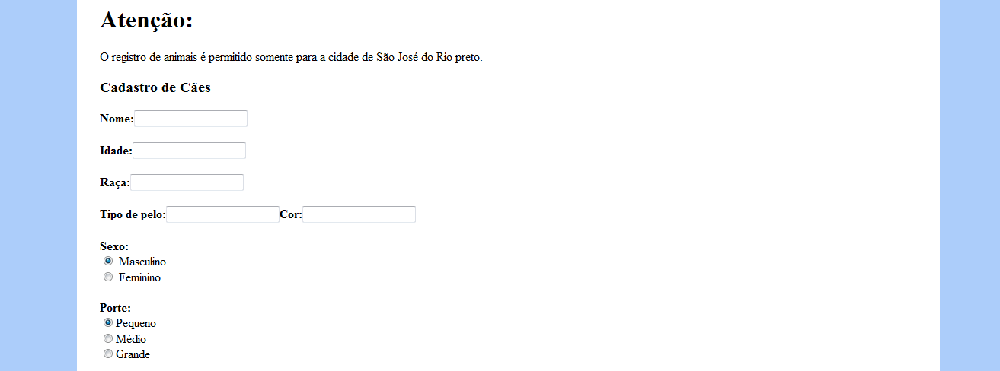 Atenção:
O registro de animais é permitido somente para a cidade de São José do Rio preto.
Cadastro de Cães
Nome:
Idade:
Raça:
Tipo de pelo: Cor:
Sexo:
Masculino
Feminino
Porte:
Pequeno
Médio
Grande